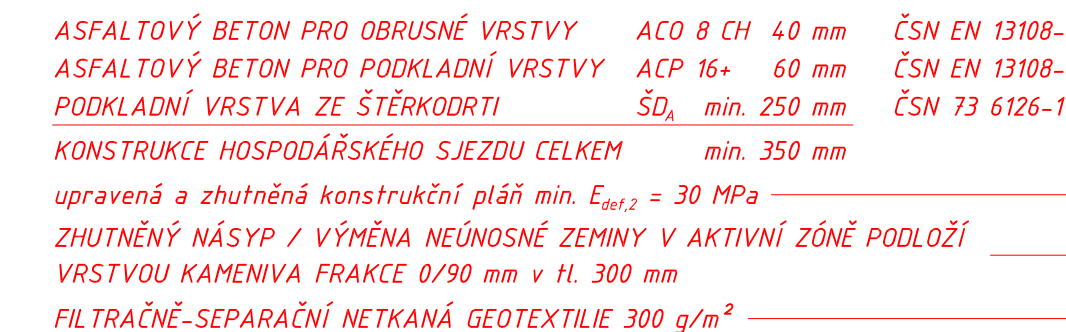 ASFALTOVÝ BETON PRO OBRUSNÉ VRSTVY ACO 8 CH 40 mm ČSN EN 13108-
ASFALTOVÝ BETON PRO PODKLADNÍ VRSTVY ACP 16+ 60 mm ČSN EN 13108-
PODKLADNÍ VRSTVA ZE ŠTĚRKODRTI ŠDA min. 250 mm ČSN 73 6126-1
KONSTRUKCE HOSPODÁŘSKÉHO SJEZDU CELKEM min. 350 mm
upravená a zhutněná konstrukční pláň min. Edef,2 = 30 MPa
ZHUTNĚNÝ NÁSYP / VÝMĚNA NEÚNOSNÉ ZEMINY V AKTIVNÍ ZÓNĚ PODLOŽÍ
VRSTVOU KAMENIVA FRAKCE 0/90 mm v tl. 300 mm
FILTRAČNĚ-SEPARAČNÍ NETKANÁ GEOTEXTILIE 300 g/m²